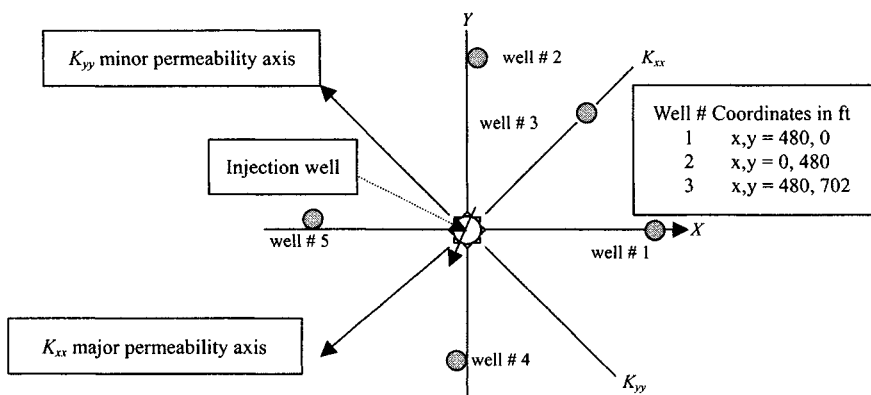 Y
K_yy minor permeability axis
well # 2
K_xx
well # 3
Well # Coordinates in ft
1 x,y = 480, 0
2 x,y = 0, 480
3 x,y = 480, 702
Injection well
well # 5
X
well # 1
K_xx major permeability axis
well # 4
K_yy